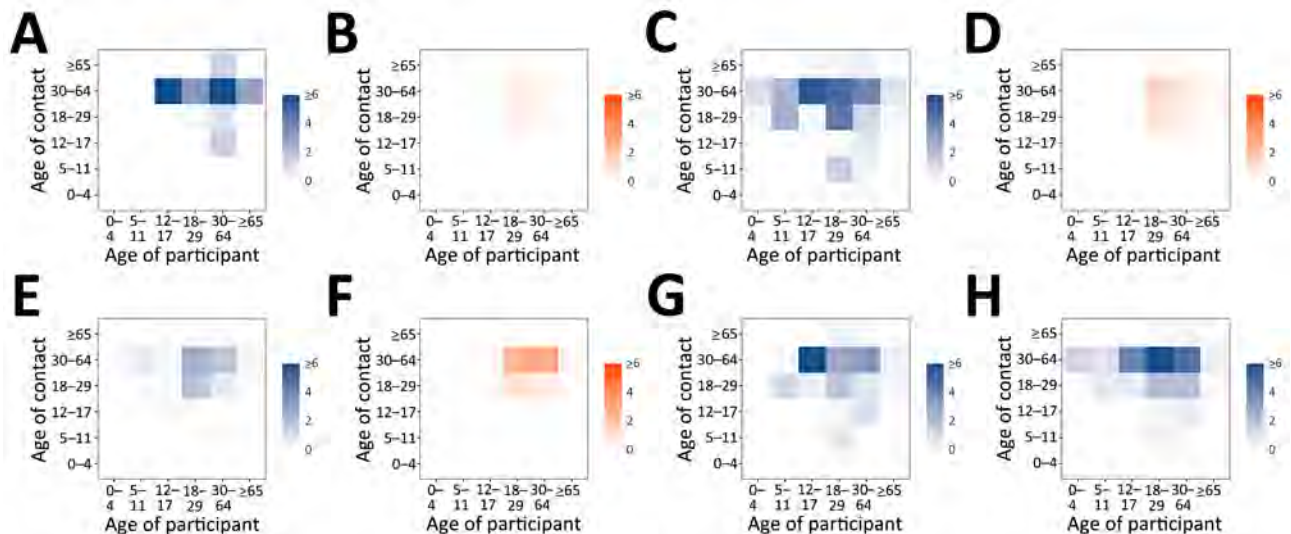 A
B
C
D
Age of contact
≥65
30–64
18–29
12–17
5–11
0–4
0– 5– 12– 18– 30– ≥65
4 11 17 29 64
Age of participant
≥6
4
2
0
Age of contact
≥65
30–64
18–29
12–17
5–11
0–4
0– 5– 12– 18– 30– ≥65
4 11 17 29 64
Age of participant
≥6
4
2
0
Age of contact
≥65
30–64
18–29
12–17
5–11
0–4
0– 5– 12– 18– 30– ≥65
4 11 17 29 64
Age of participant
≥6
4
2
0
Age of contact
≥65
30–64
18–29
12–17
5–11
0–4
0– 5– 12– 18– 30– ≥65
4 11 17 29 64
Age of participant
≥6
4
2
0
E
F
G
H
Age of contact
≥65
30–64
18–29
12–17
5–11
0–4
0– 5– 12– 18– 30– ≥65
4 11 17 29 64
Age of participant
≥6
4
2
0
Age of contact
≥65
30–64
18–29
12–17
5–11
0–4
0– 5– 12– 18– 30– ≥65
4 11 17 29 64
Age of participant
≥6
4
2
0
Age of contact
≥65
30–64
18–29
12–17
5–11
0–4
0– 5– 12– 18– 30– ≥65
4 11 17 29 64
Age of participant
≥6
4
2
0
Age of contact
≥65
30–64
18–29
12–17
5–11
0–4
0– 5– 12– 18– 30– ≥65
4 11 17 29 64
Age of participant
≥6
4
2
0